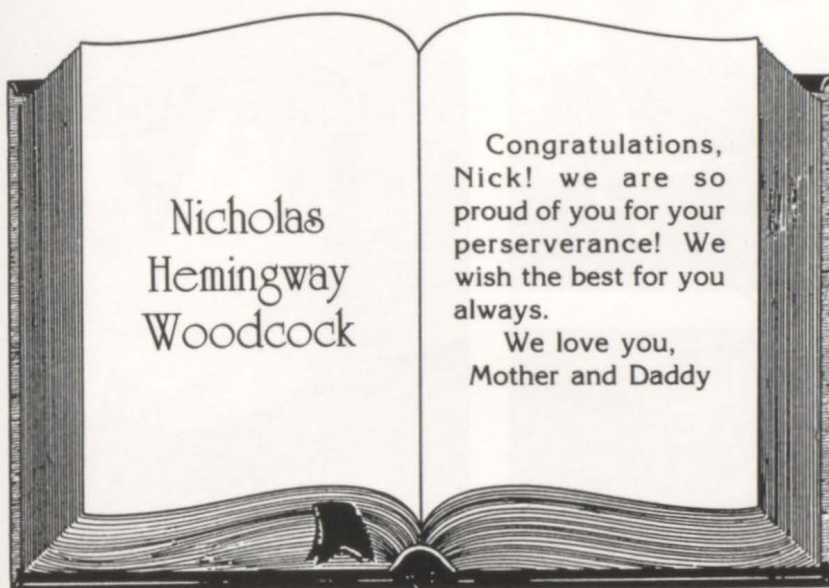 Nicholas
Hemingway
Woodcock
Congratulations,
Nick! we are so
proud of you for your
perserverance! We
wish the best for you
always.
We love you,
Mother and Daddy